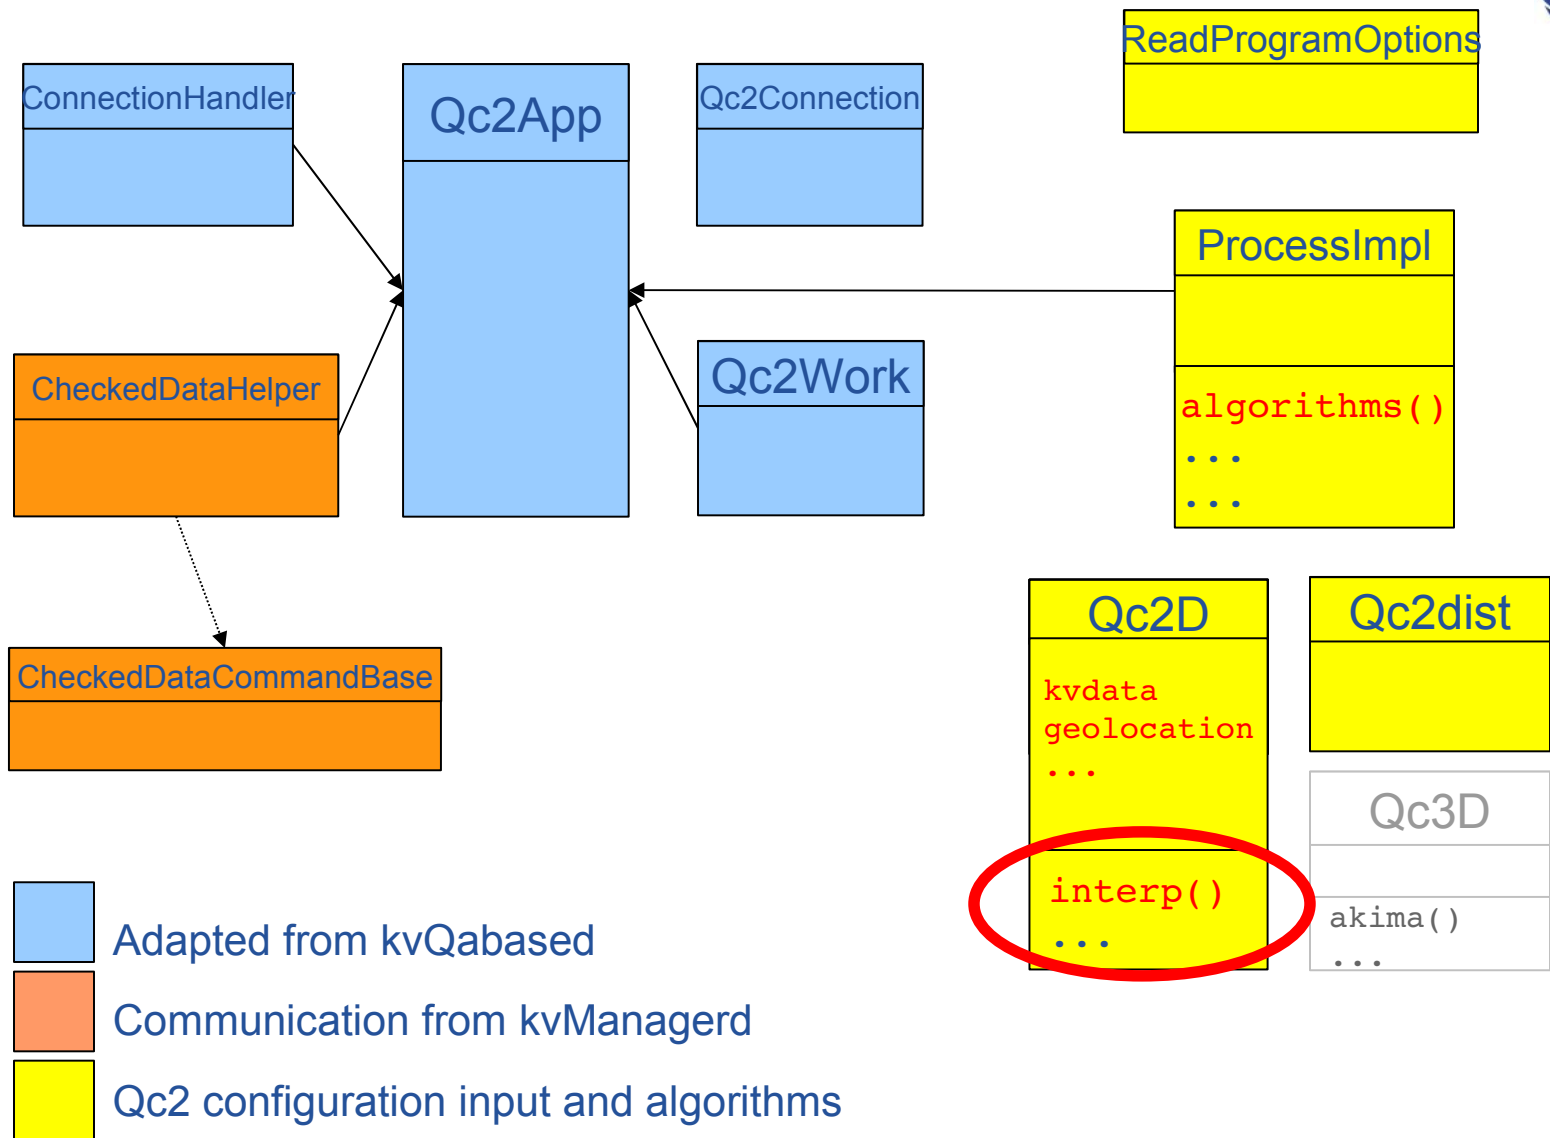 ReadProgramOptions
ConnectionHandler
Qc2App
Qc2Connection
ProcessImpl
CheckedDataHelper
Qc2Work
algorithms()
...
...
CheckedDataCommandBase
Qc2D
kvdata
geolocation
...
interp()
...
Qc2dist
Qc3D
akima()
...
Adapted from kvQabased
Communication from kvManagerd
Qc2 configuration input and algorithms